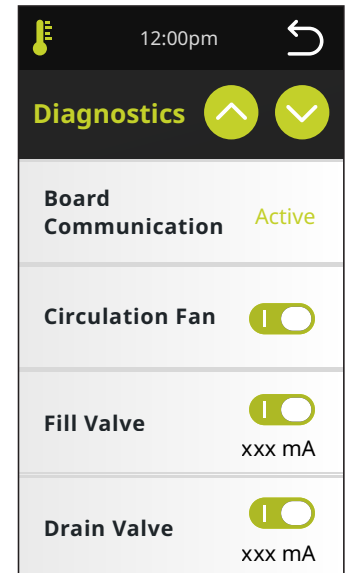 12:00pm
Diagnostics
Board
Communication
Active
Circulation Fan
Fill Valve
xxx mA
Drain Valve
xxx mA